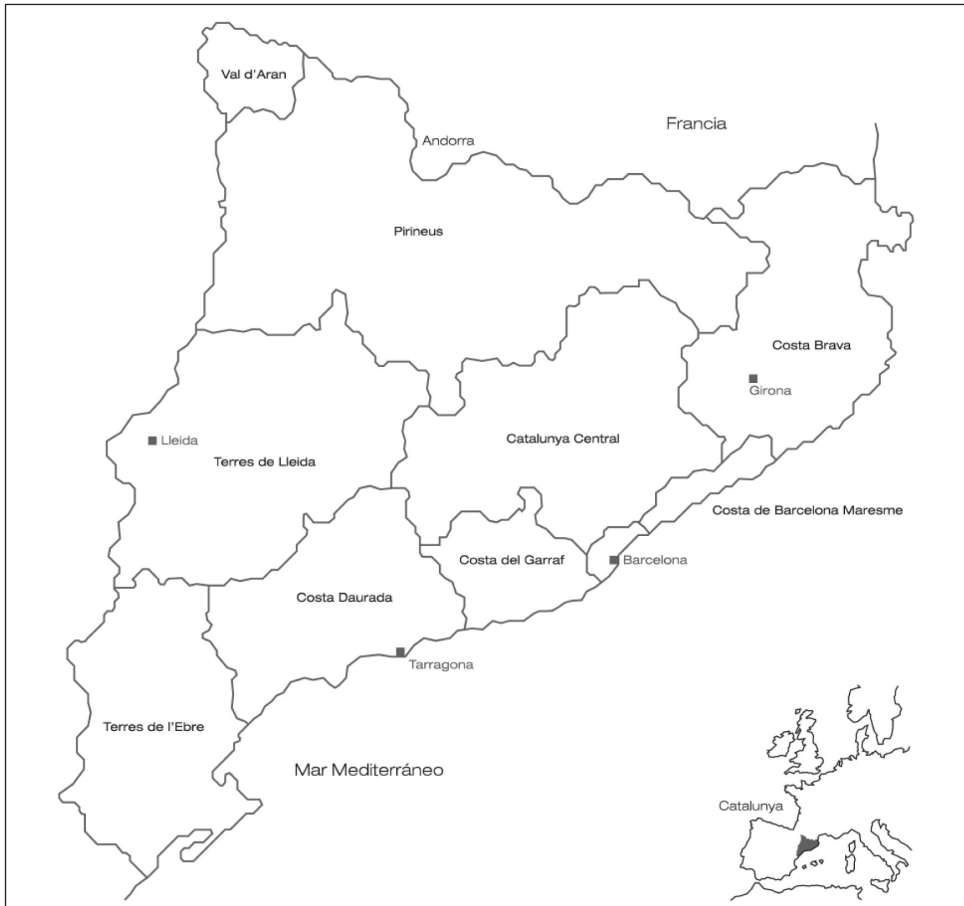 Val d'Aran
Francia
Andorra
Pirineus
Costa Brava
Girona
Catalunya Central
Lleida
Terres de Lleida
Costa de Barcelona Maresme
Costa del Garraf
Barcelona
Costa Daurada
Tarragona
Terres de l'Ebre
Mar Mediterráneo
Catalunya